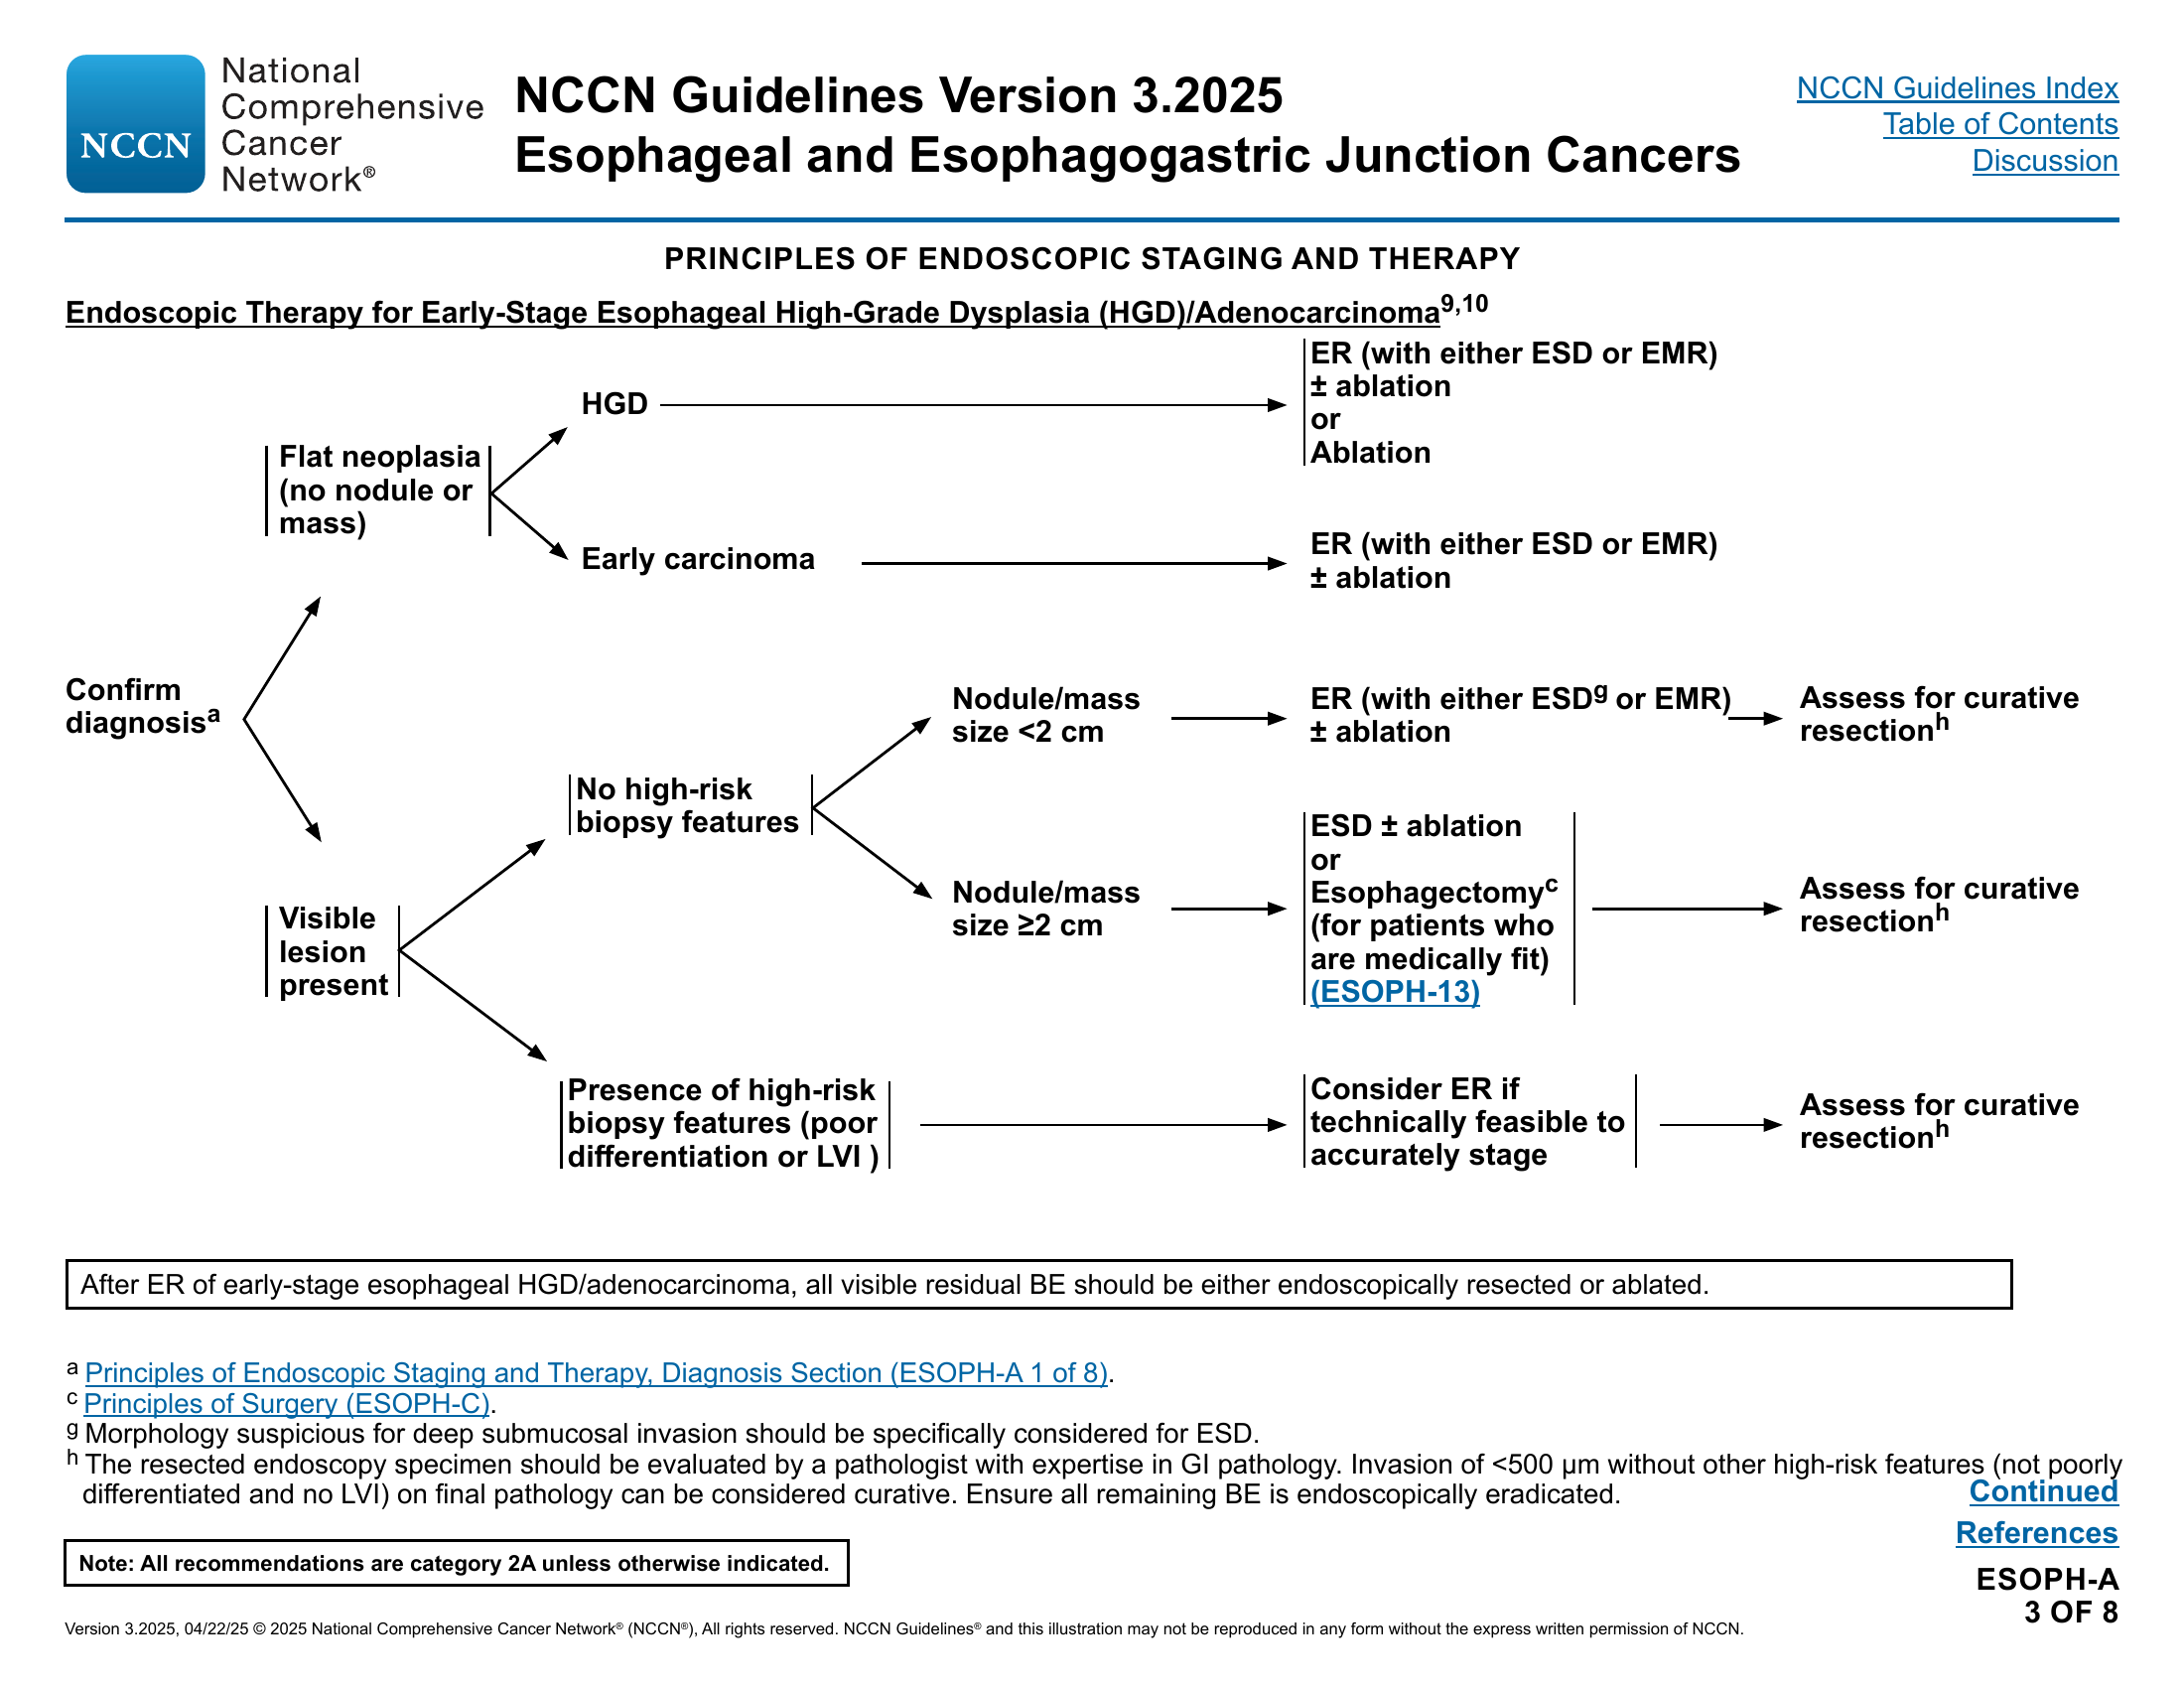 National
Comprehensive
Cancer
Network®
NCCN
NCCN Guidelines Version 3.2025
Esophageal and Esophagogastric Junction Cancers
NCCN Guidelines Index
Table of Contents
Discussion
PRINCIPLES OF ENDOSCOPIC STAGING AND THERAPY
Endoscopic Therapy for Early-Stage Esophageal High-Grade Dysplasia (HGD)/Adenocarcinoma9,10
Confirm
diagnosisa
Flat neoplasia
(no nodule or
mass)
HGD
ER (with either ESD or EMR)
± ablation
or
Ablation
Early carcinoma
ER (with either ESD or EMR)
± ablation
Visible
lesion
present
No high-risk
biopsy features
Nodule/mass
size <2 cm
ER (with either ESDg or EMR)
± ablation
Assess for curative
resectionh
Nodule/mass
size ≥2 cm
ESD ± ablation
or
Esophagectomyc
(for patients who
are medically fit)
(ESOPH-13)
Assess for curative
resectionh
Presence of high-risk
biopsy features (poor
differentiation or LVI )
Consider ER if
technically feasible to
accurately stage
Assess for curative
resectionh
After ER of early-stage esophageal HGD/adenocarcinoma, all visible residual BE should be either endoscopically resected or ablated.
a Principles of Endoscopic Staging and Therapy, Diagnosis Section (ESOPH-A 1 of 8).
c Principles of Surgery (ESOPH-C).
g Morphology suspicious for deep submucosal invasion should be specifically considered for ESD.
h The resected endoscopy specimen should be evaluated by a pathologist with expertise in GI pathology. Invasion of <500 µm without other high-risk features (not poorly
differentiated and no LVI) on final pathology can be considered curative. Ensure all remaining BE is endoscopically eradicated.
Continued
References
Note: All recommendations are category 2A unless otherwise indicated.
ESOPH-A
3 OF 8
Version 3.2025, 04/22/25 © 2025 National Comprehensive Cancer Network® (NCCN®), All rights reserved. NCCN Guidelines® and this illustration may not be reproduced in any form without the express written permission of NCCN.